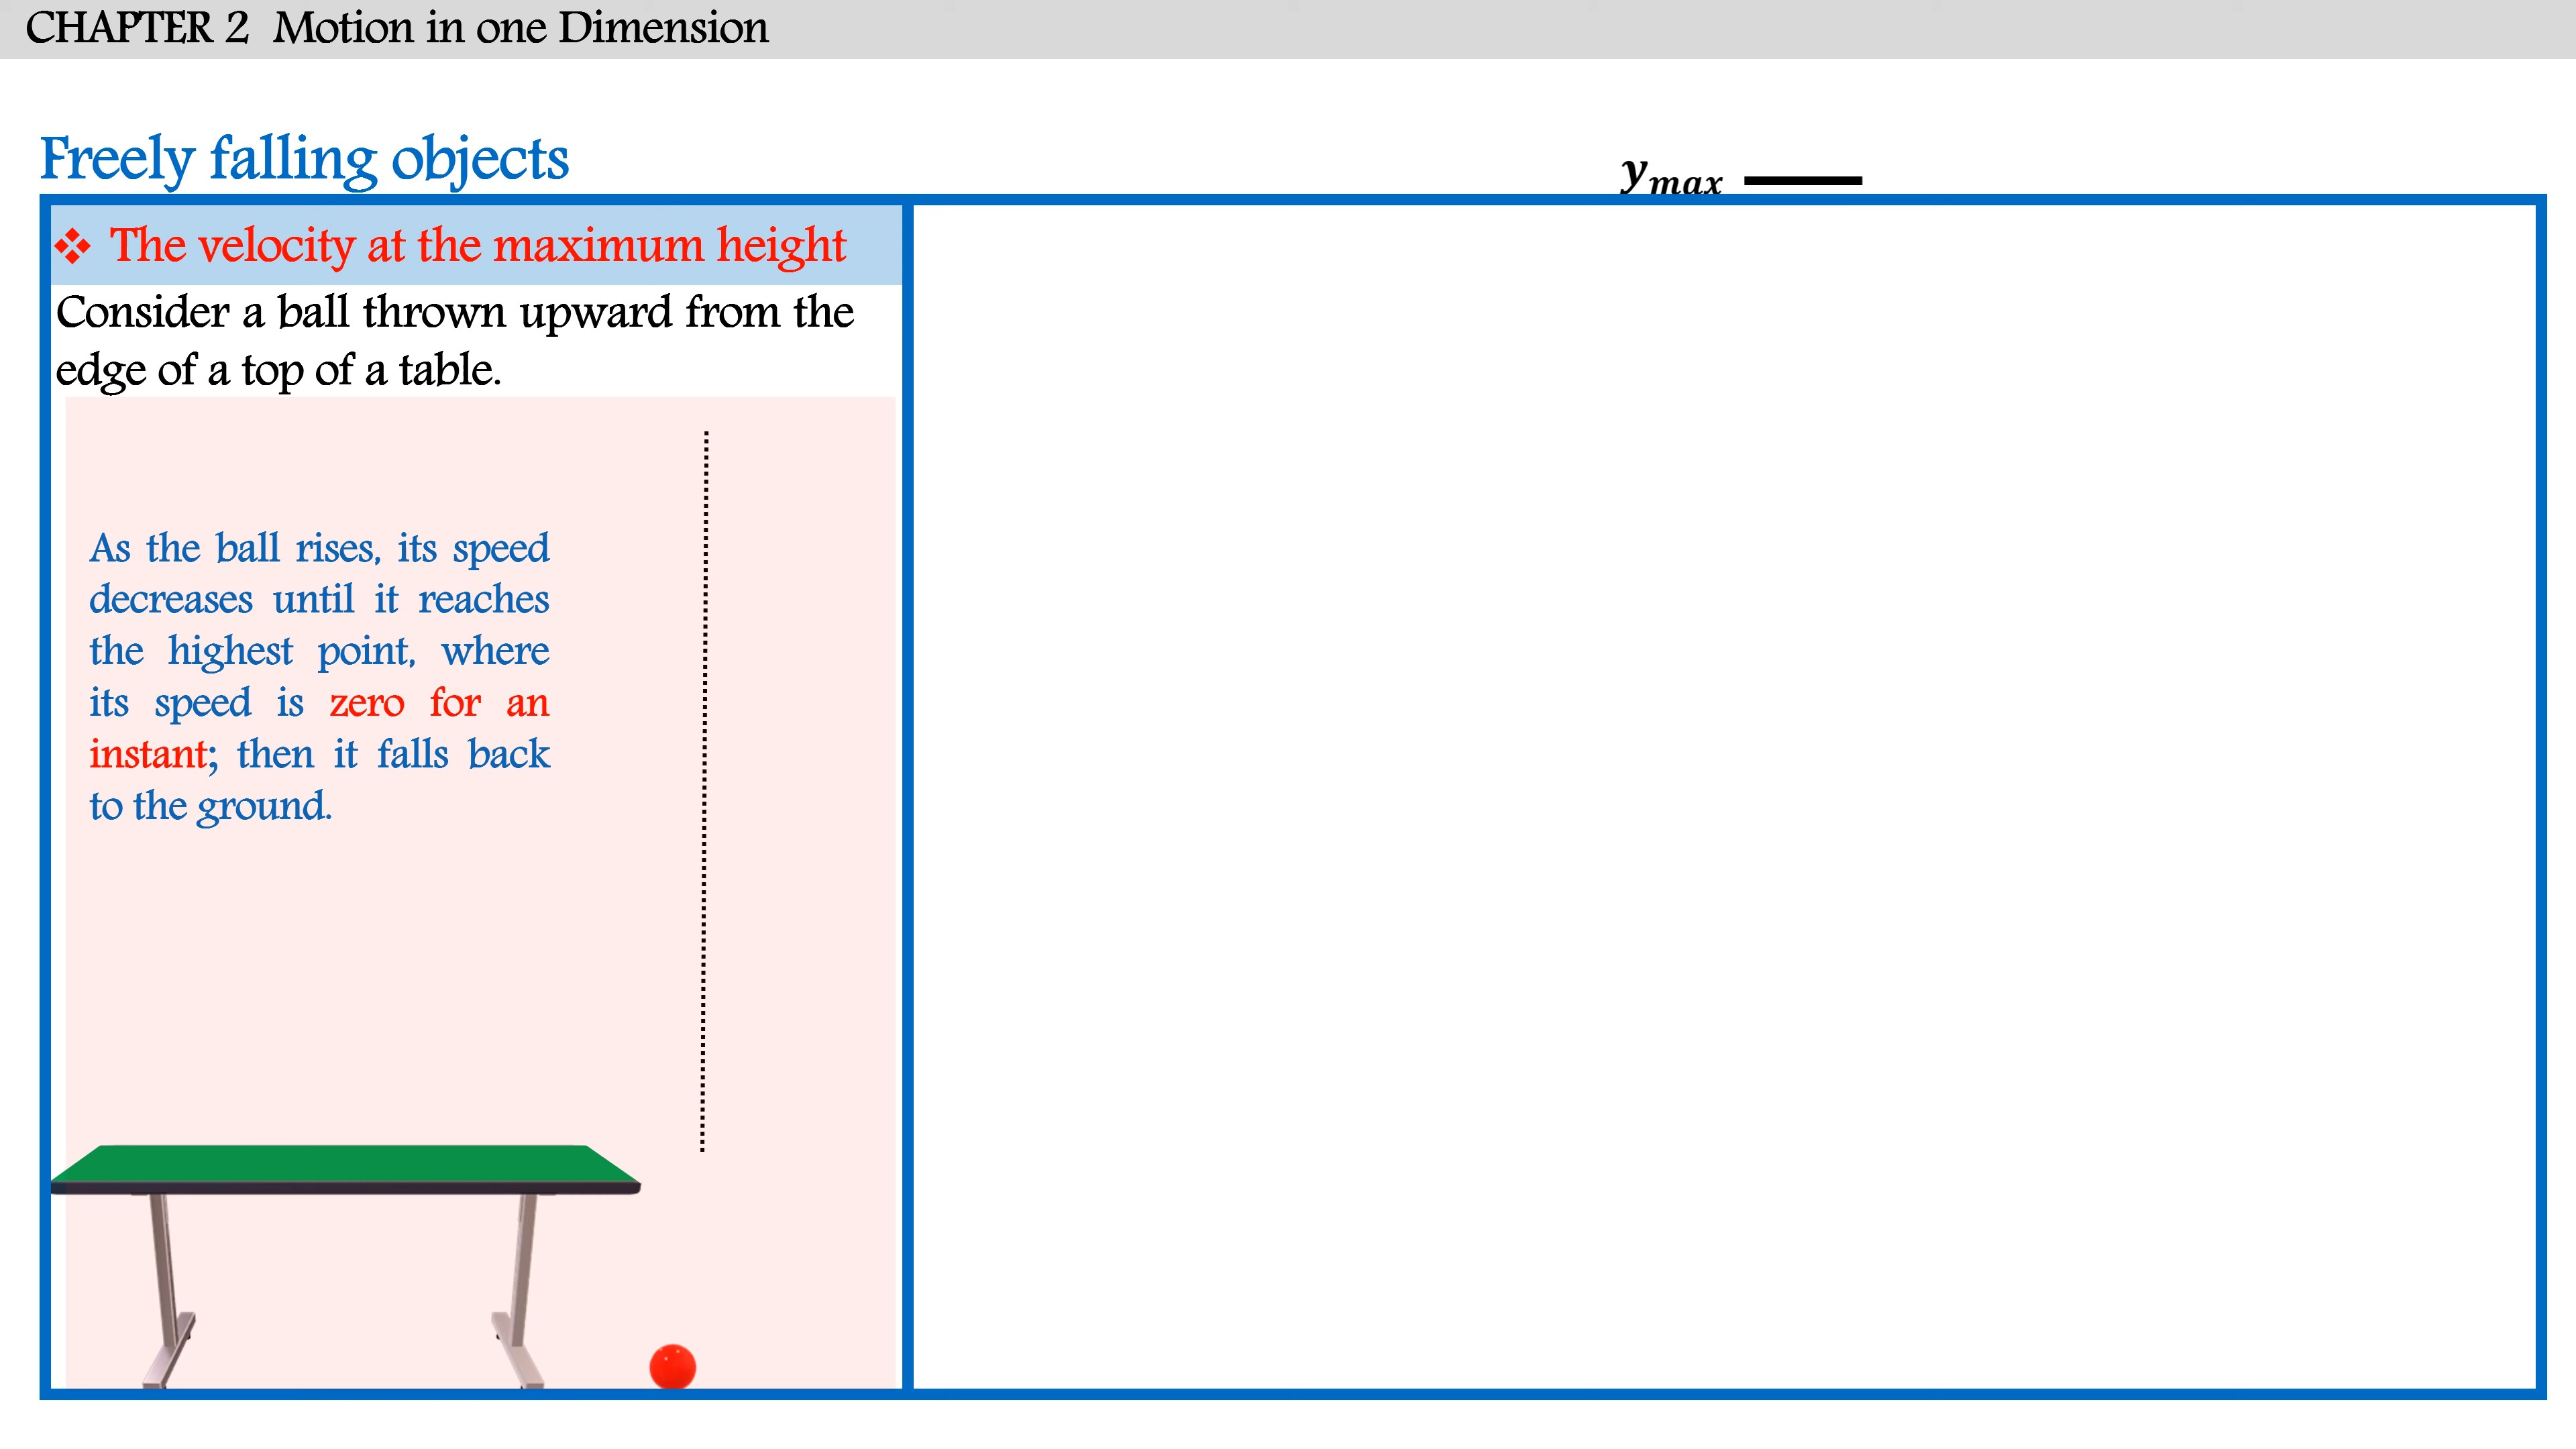 CHAPTER 2 Motion in one Dimension
Freely falling objects
y_max
❖ The velocity at the maximum height
Consider a ball thrown upward from the
edge of a top of a table.
As the ball rises, its speed
decreases until it reaches
the highest point, where
its speed is zero for an
instant; then it falls back
to the ground.